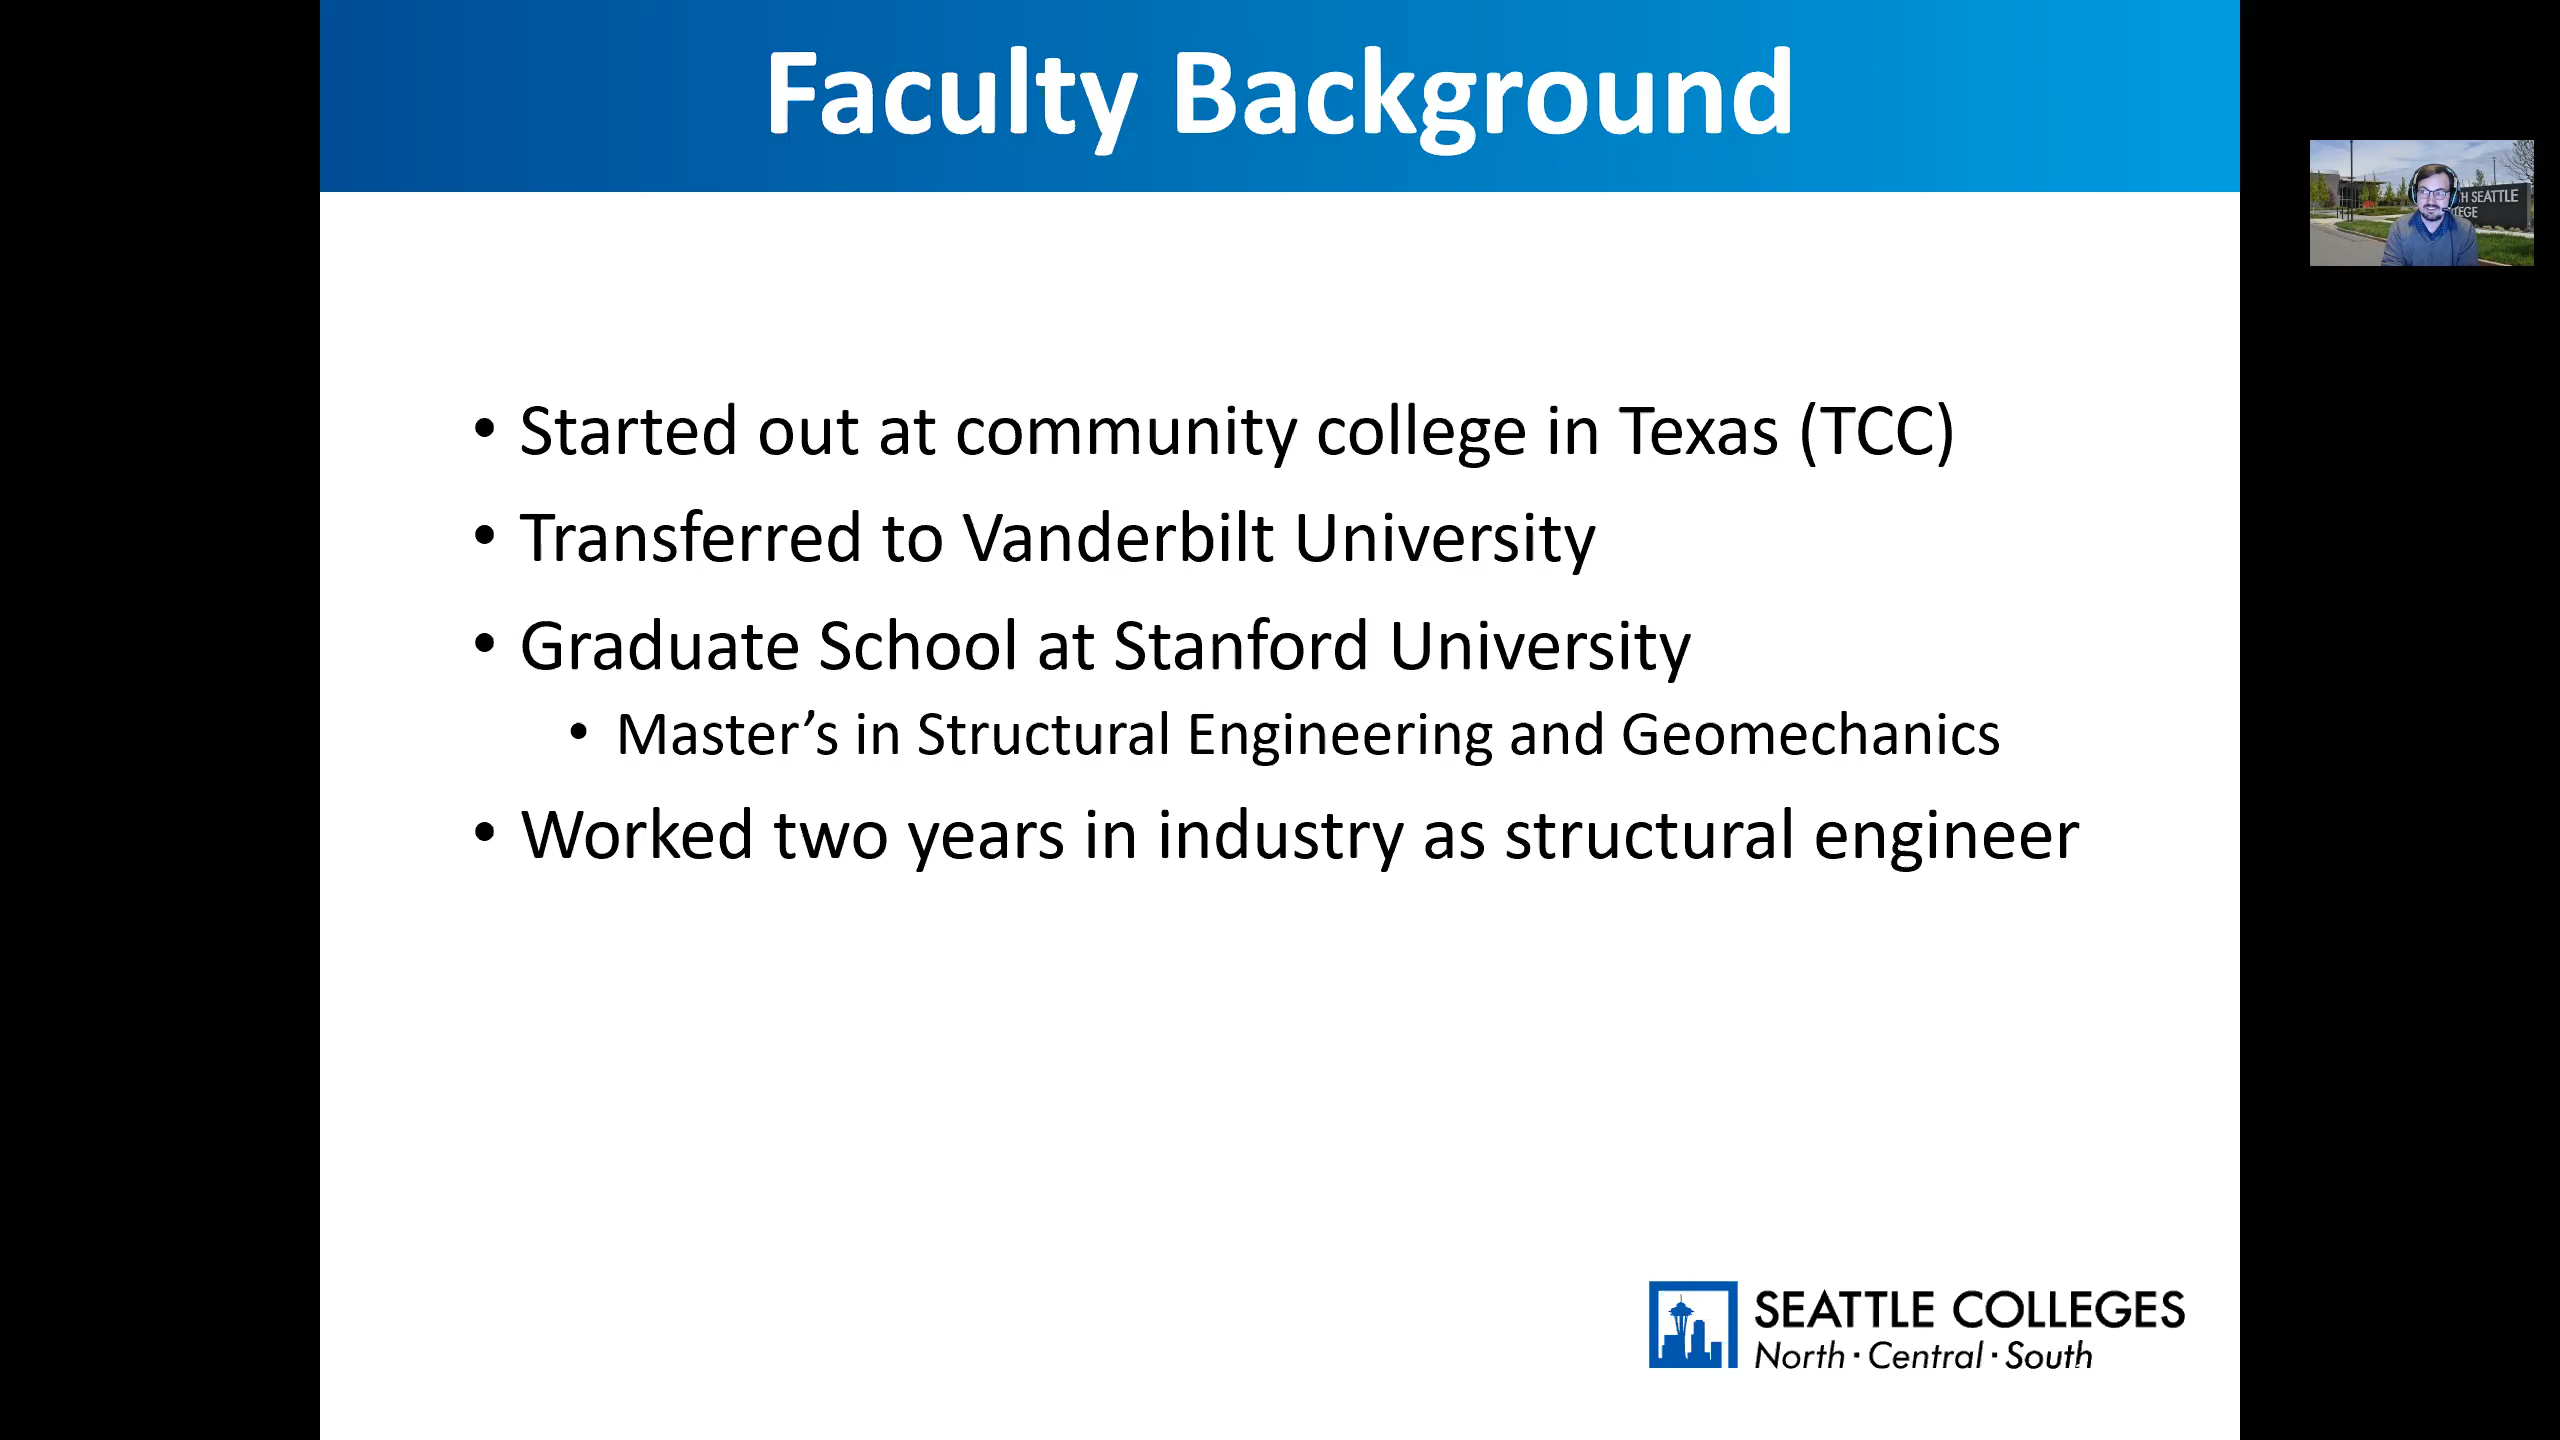 Faculty Background
• Started out at community college in Texas (TCC)
• Transferred to Vanderbilt University
• Graduate School at Stanford University
• Master’s in Structural Engineering and Geomechanics
• Worked two years in industry as structural engineer
SEATTLE COLLEGES
North · Central · South
H SEATTLE
EGE